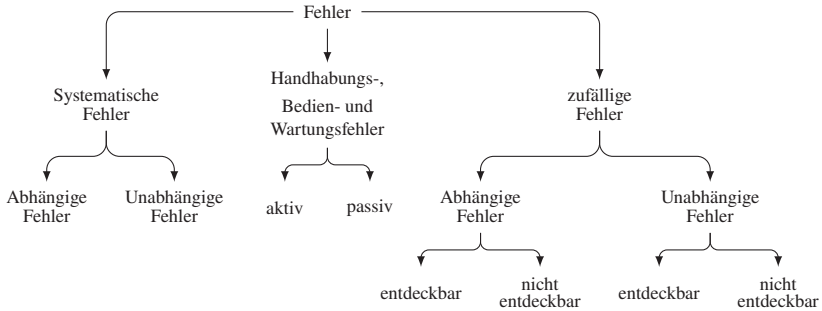 Fehler
Systematische
Fehler
Handhabungs-,
Bedien- und
Wartungsfehler
zufällige
Fehler
Abhängige
Fehler
Unabhängige
Fehler
aktiv
passiv
Abhängige
Fehler
Unabhängige
Fehler
entdeckbar
nicht
entdeckbar
entdeckbar
nicht
entdeckbar